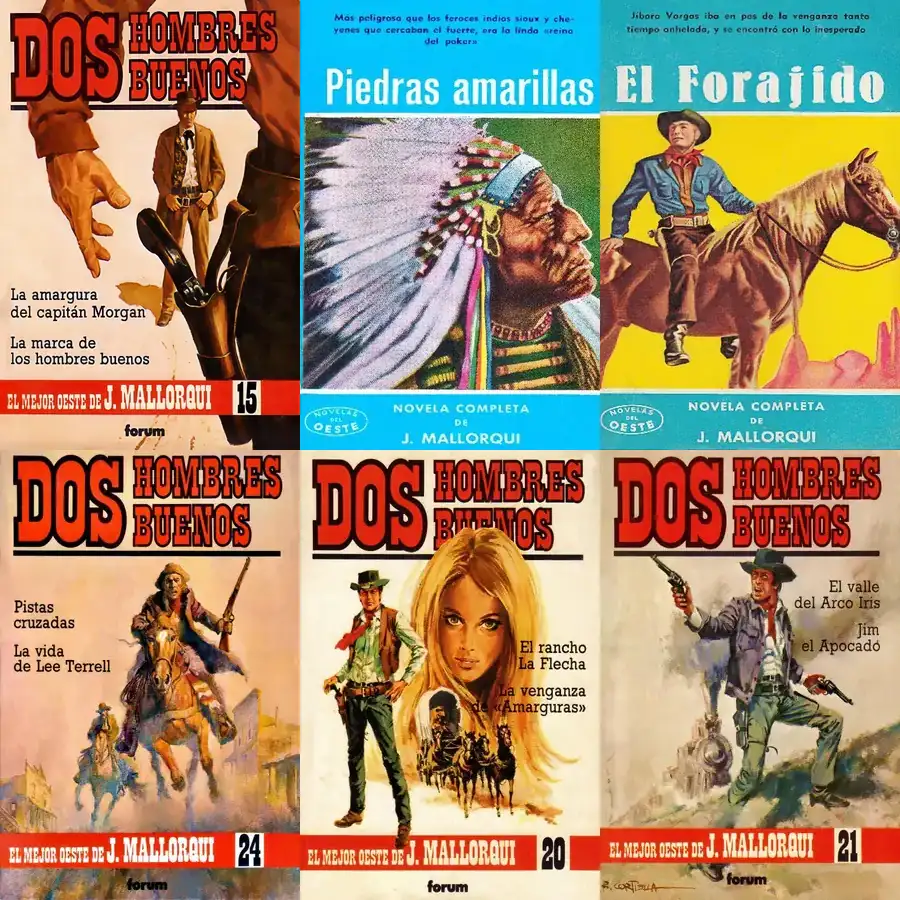 DOS HOMBRES
BUENOS
La amargura
del capitán Morgan
La marca de
los hombres buenos
EL MEJOR OESTE DE J. MALLORQUI 15
forum
Más peligrosa que los feroces indios sioux y che-
yenes que cercaban el fuerte, era la linda «reina
del poker»
Piedras amarillas
NOVELAS
DEL
OESTE
NOVELA COMPLETA
DE
J. MALLORQUI
Jíbaro Vargas iba en pos de la venganza tanto
tiempo anhelada, y se encontró con lo inesperado
El Forajido
NOVELAS
DEL
OESTE
NOVELA COMPLETA
DE
J. MALLORQUI
DOS HOMBRES
BUENOS
Pistas
cruzadas
La vida
de Lee Terrell
EL MEJOR OESTE DE J. MALLORQUI 24
forum
DOS HOMBRES
BUENOS
El rancho
La Flecha
La venganza
de «Amarguras»
EL MEJOR OESTE DE J. MALLORQUI 20
forum
DOS HOMBRES
BUENOS
El valle
del Arco Iris
Jim
el Apocado
EL MEJOR OESTE DE J. MALLORQUI 21
forum